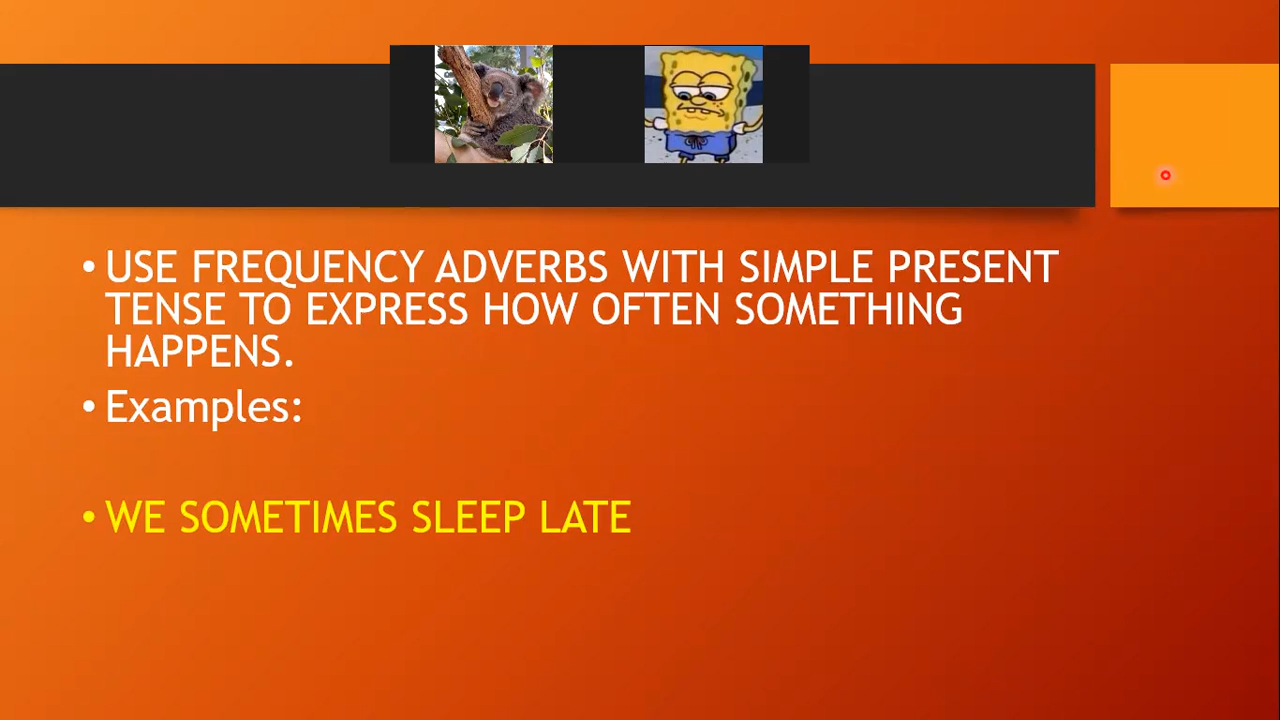 • USE FREQUENCY ADVERBS WITH SIMPLE PRESENT
TENSE TO EXPRESS HOW OFTEN SOMETHING
HAPPENS.
• Examples:
• WE SOMETIMES SLEEP LATE